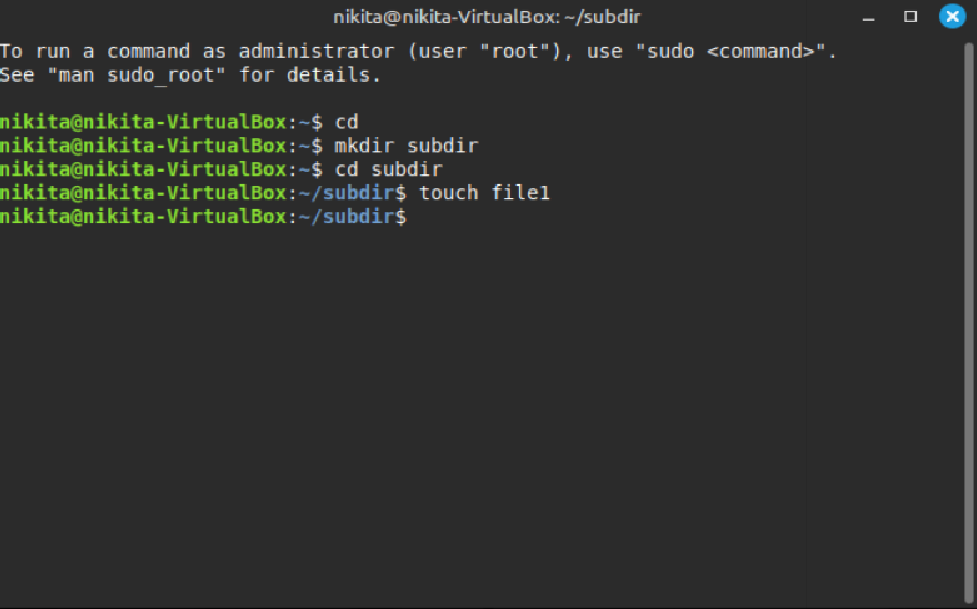 nikita@nikita-VirtualBox: ~/subdir
To run a command as administrator (user "root"), use "sudo <command>".
See "man sudo_root" for details.
nikita@nikita-VirtualBox:~$ cd
nikita@nikita-VirtualBox:~$ mkdir subdir
nikita@nikita-VirtualBox:~$ cd subdir
nikita@nikita-VirtualBox:~/subdir$ touch file1
nikita@nikita-VirtualBox:~/subdir$